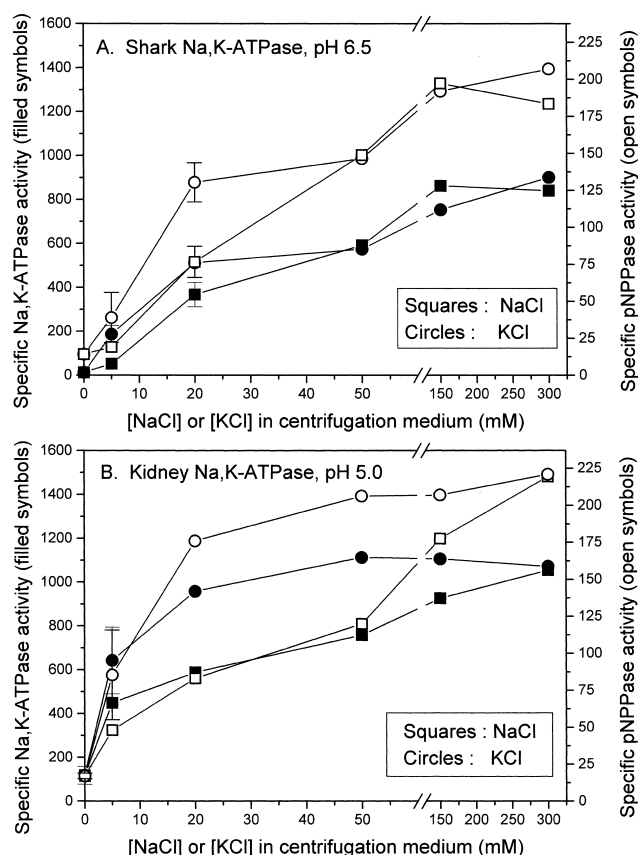 A. Shark Na,K-ATPase, pH 6.5
Specific Na,K-ATPase activity (filled symbols)
1600
1400
1200
1000
800
600
400
200
0
225
200
175
150
125
100
75
50
25
0
Specific pNPPase activity (open symbols)
Squares : NaCl
Circles : KCl
0 10 20 30 40 50 150 200 250 300
[NaCl] or [KCl] in centrifugation medium (mM)
B. Kidney Na,K-ATPase, pH 5.0
Specific Na,K-ATPase activity (filled symbols)
1600
1400
1200
1000
800
600
400
200
0
225
200
175
150
125
100
75
50
25
0
Specific pNPPase activity (open symbols)
Squares : NaCl
Circles : KCl
0 10 20 30 40 50 150 200 250 300
[NaCl] or [KCl] in centrifugation medium (mM)